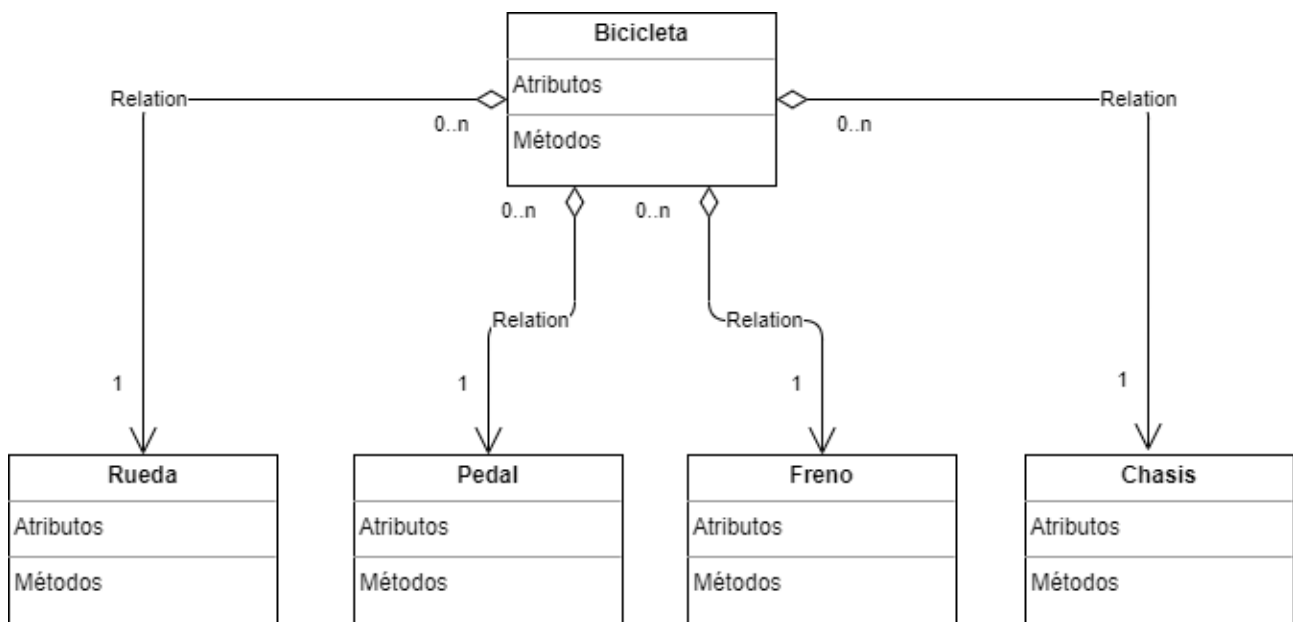 Bicicleta
Atributos
Métodos
Relation
0..n
0..n
Relation
0..n
0..n
Relation
Relation
1
1
1
1
Rueda
Atributos
Métodos
Pedal
Atributos
Métodos
Freno
Atributos
Métodos
Chasis
Atributos
Métodos